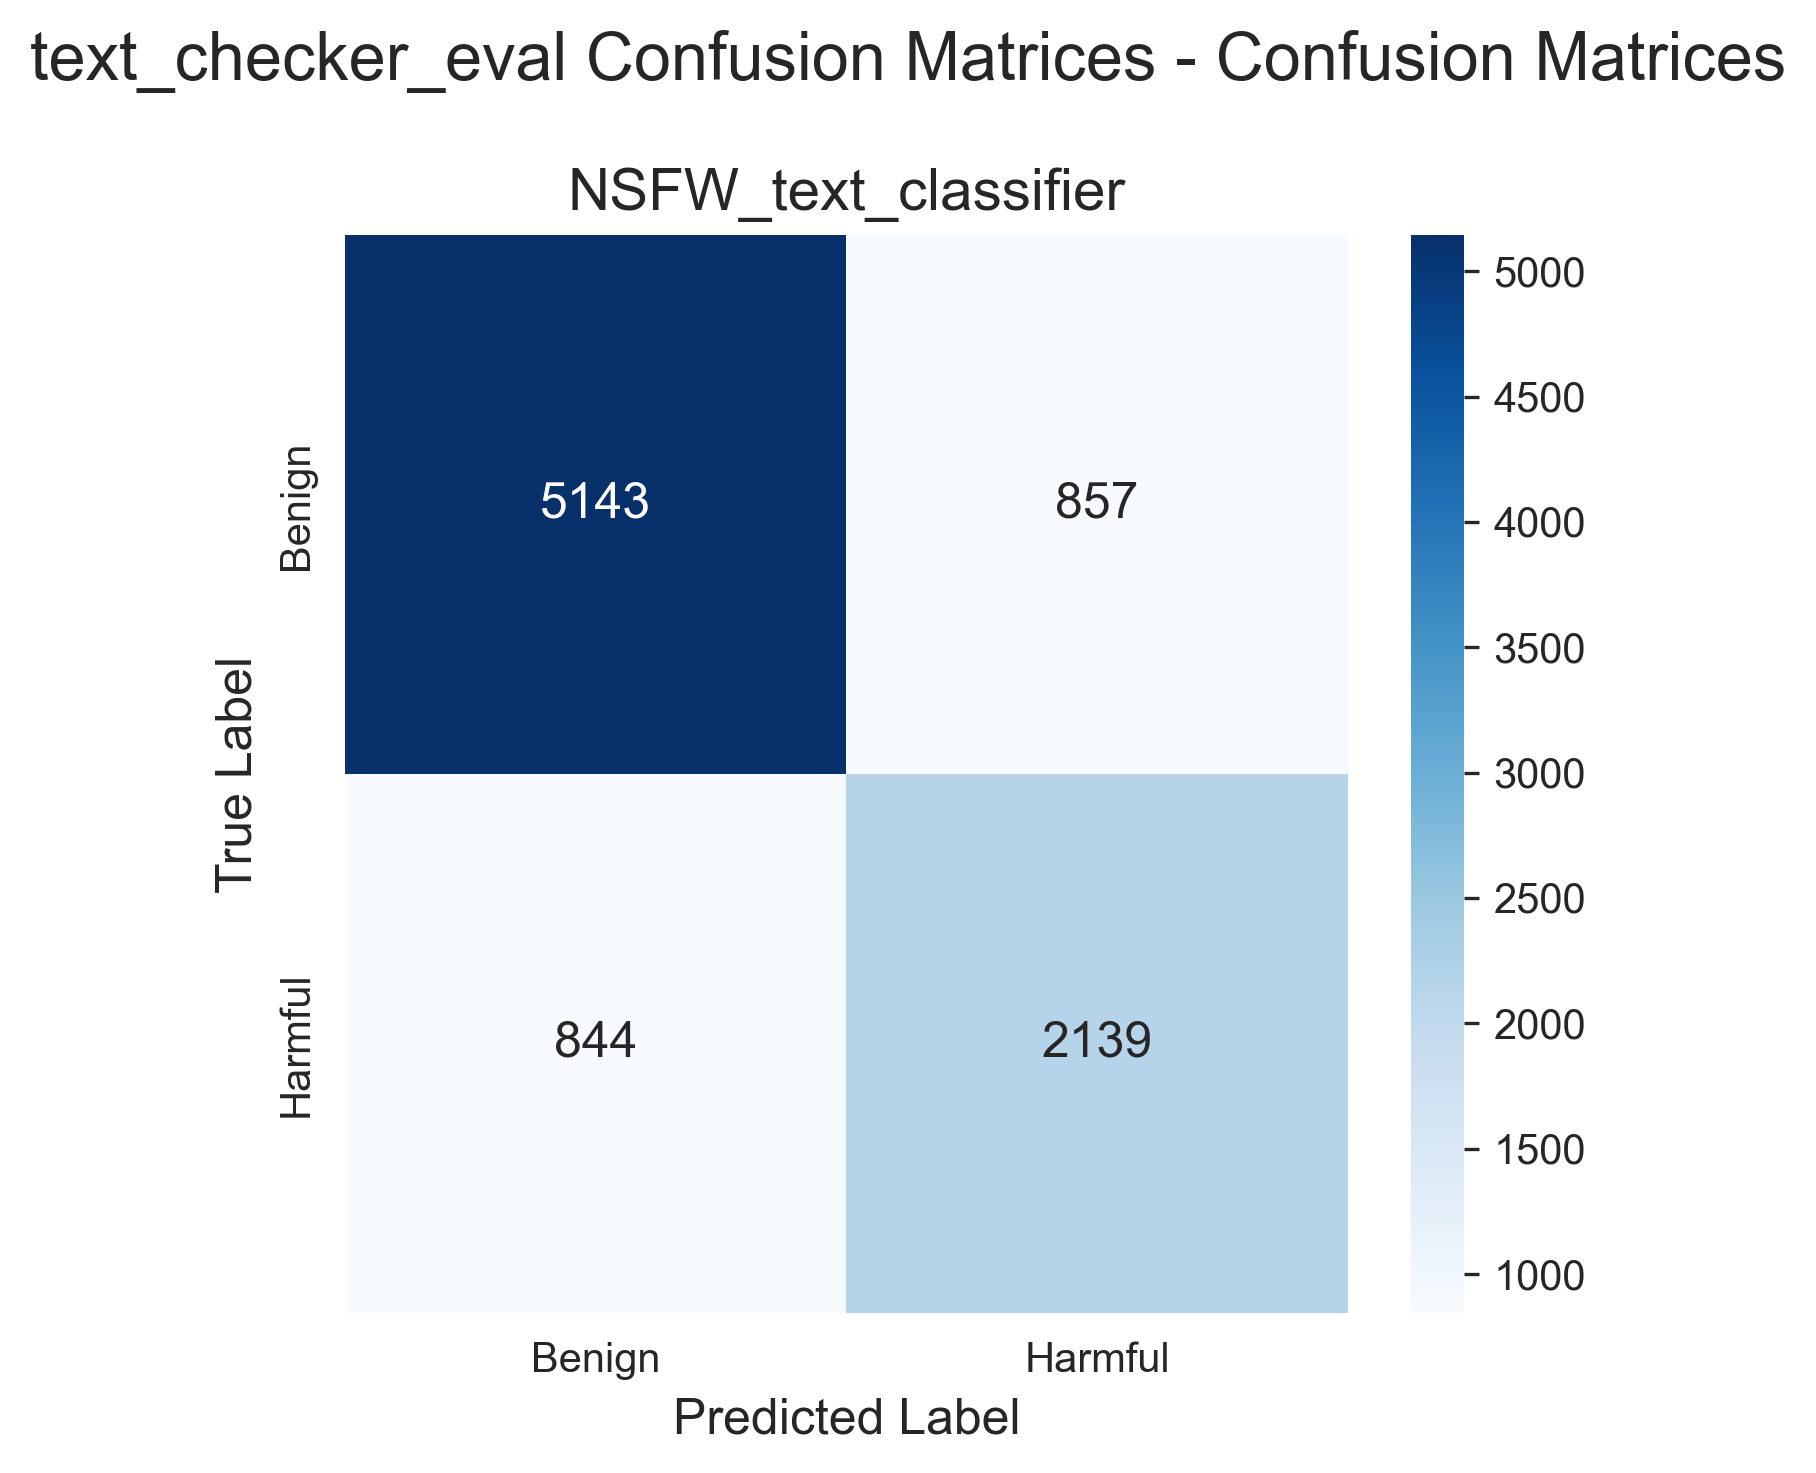 text_checker_eval Confusion Matrices - Confusion Matrices
NSFW_text_classifier
True Label
Benign
5143
857
Harmful
844
2139
Benign
Harmful
Predicted Label
5000
4500
4000
3500
3000
2500
2000
1500
1000